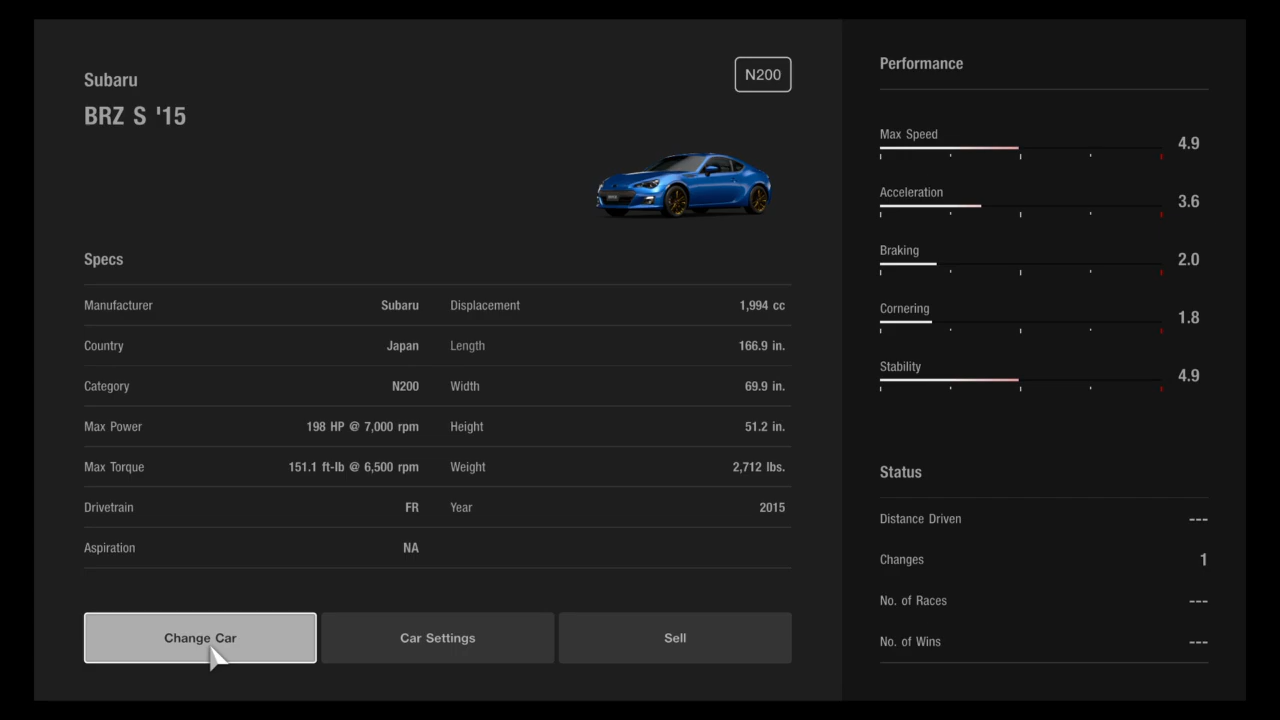 Subaru
BRZ S '15
N200
Specs
Manufacturer Subaru Displacement 1,994 cc
Country Japan Length 166.9 in.
Category N200 Width 69.9 in.
Max Power 198 HP @ 7,000 rpm Height 51.2 in.
Max Torque 151.1 ft-lb @ 6,500 rpm Weight 2,712 lbs.
Drivetrain FR Year 2015
Aspiration NA
Change Car Car Settings Sell
Performance
Max Speed 4.9
Acceleration 3.6
Braking 2.0
Cornering 1.8
Stability 4.9
Status
Distance Driven ---
Changes 1
No. of Races ---
No. of Wins ---